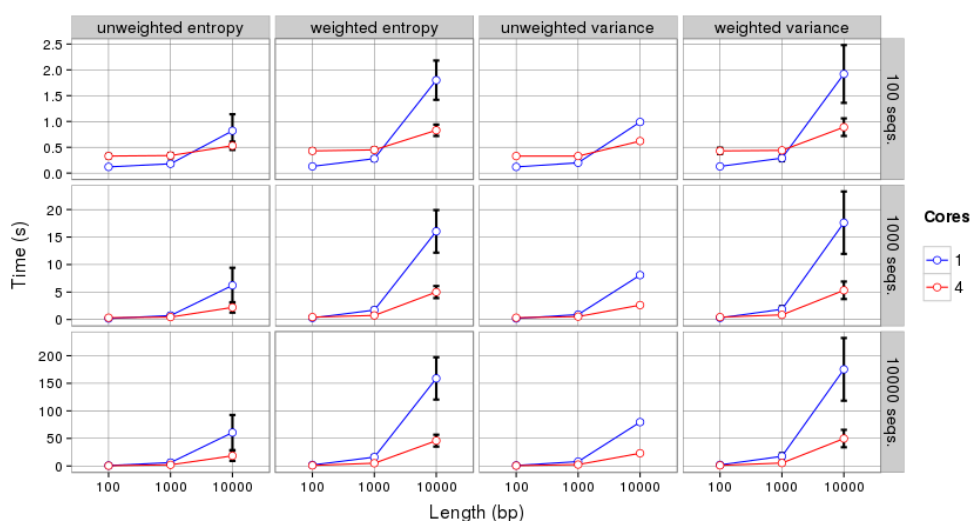 unweighted entropy weighted entropy unweighted variance weighted variance
2.5
2.0
1.5
1.0
0.5
0.0
100 seqs.
20
15
10
5
0
1000 seqs.
Time (s)
Cores
1
4
200
150
100
50
0
10000 seqs.
100 1000 10000 100 1000 10000 100 1000 10000 100 1000 10000
Length (bp)